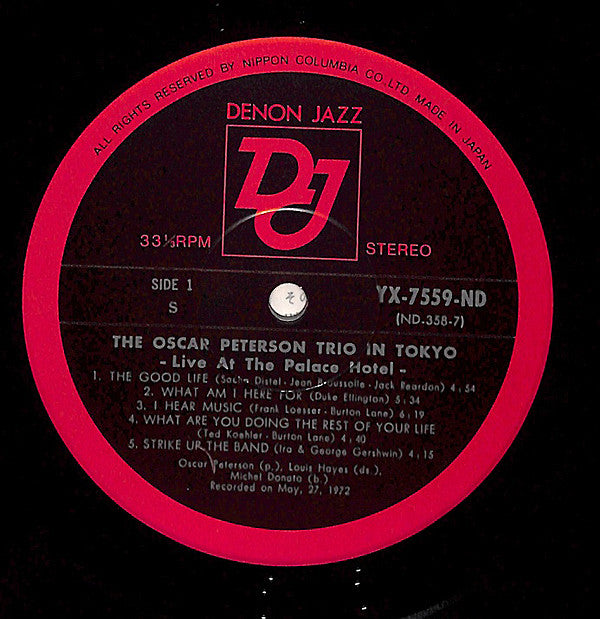 ALL RIGHTS RESERVED BY NIPPON COLUMBIA CO., LTD. MADE IN JAPAN
DENON JAZZ
DJ
33⅓RPM
STEREO
SIDE 1
S
YX-7559-ND
(ND-358-7)
THE OSCAR PETERSON TRIO IN TOKYO
- Live At The Palace Hotel -
1. THE GOOD LIFE (Sacha Distel - Jean Broussolle - Jack Reardon) 4:54
2. WHAT AM I HERE FOR (Duke Ellington) 5:34
3. I HEAR MUSIC (Frank Loesser - Burton Lane) 6:19
4. WHAT ARE YOU DOING THE REST OF YOUR LIFE
(Ted Koehler - Burton Lane) 4:40
5. STRIKE UP THE BAND (Ira & George Gershwin) 4:15
Oscar Peterson (p.), Louis Hayes (ds.),
Michel Donato (b.)
Recorded on May, 27, 1972